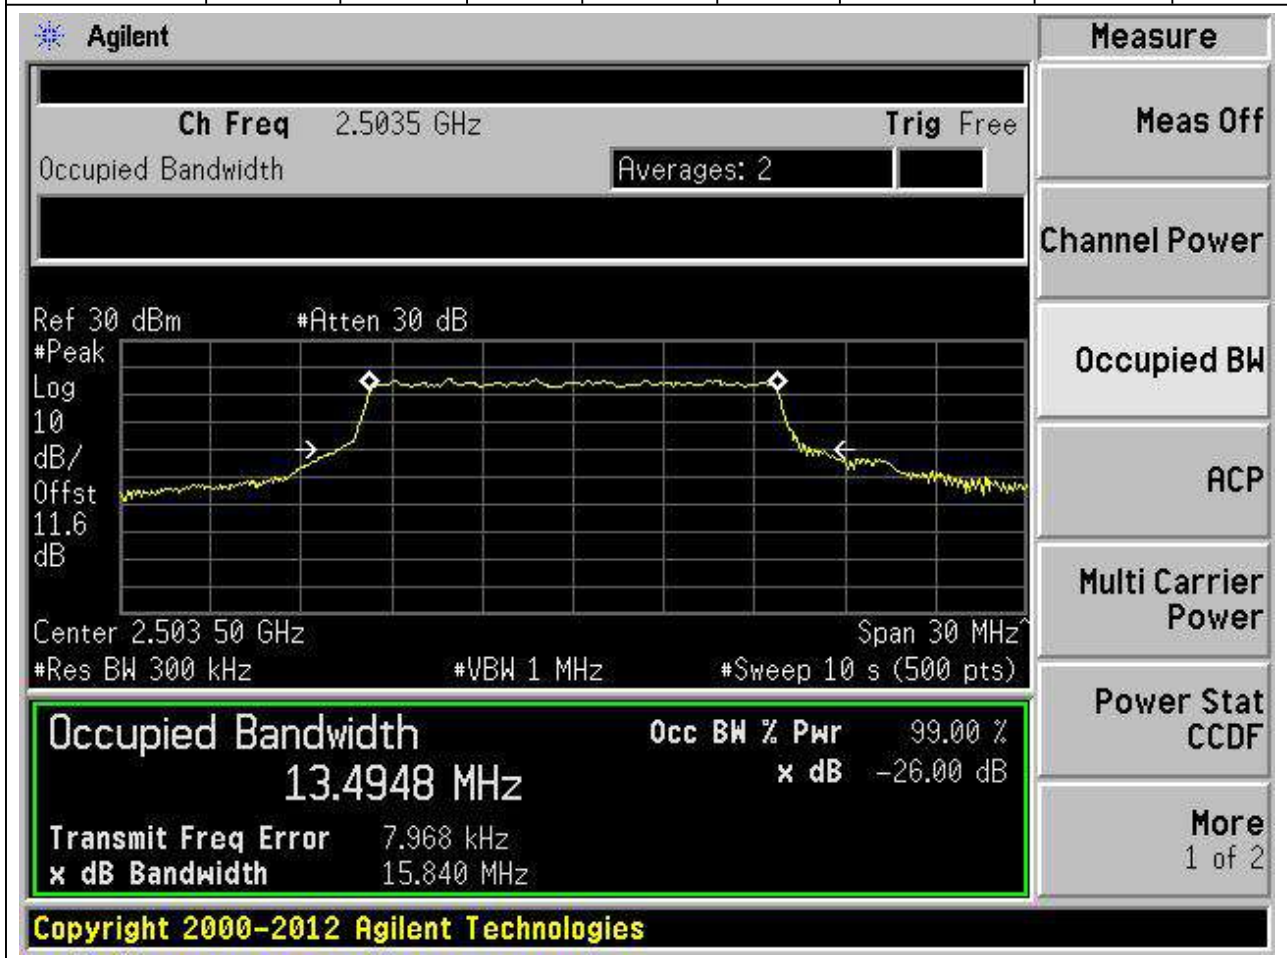 Agilent
Measure
Ch Freq 2.5035 GHz Trig Free
Meas Off
Occupied Bandwidth Averages: 2
Channel Power
Ref 30 dBm #Atten 30 dB
#Peak
Log
10
dB/
Offst
11.6
dB
Occupied BW
ACP
Center 2.503 50 GHz Span 30 MHz^
#Res BW 300 kHz #VBW 1 MHz #Sweep 10 s (500 pts)
Multi Carrier
Power
Occupied Bandwidth Occ BW % Pwr 99.00 %
13.4948 MHz x dB -26.00 dB
Transmit Freq Error 7.968 kHz
x dB Bandwidth 15.840 MHz
Power Stat
CCDF
More
1 of 2
Copyright 2000-2012 Agilent Technologies